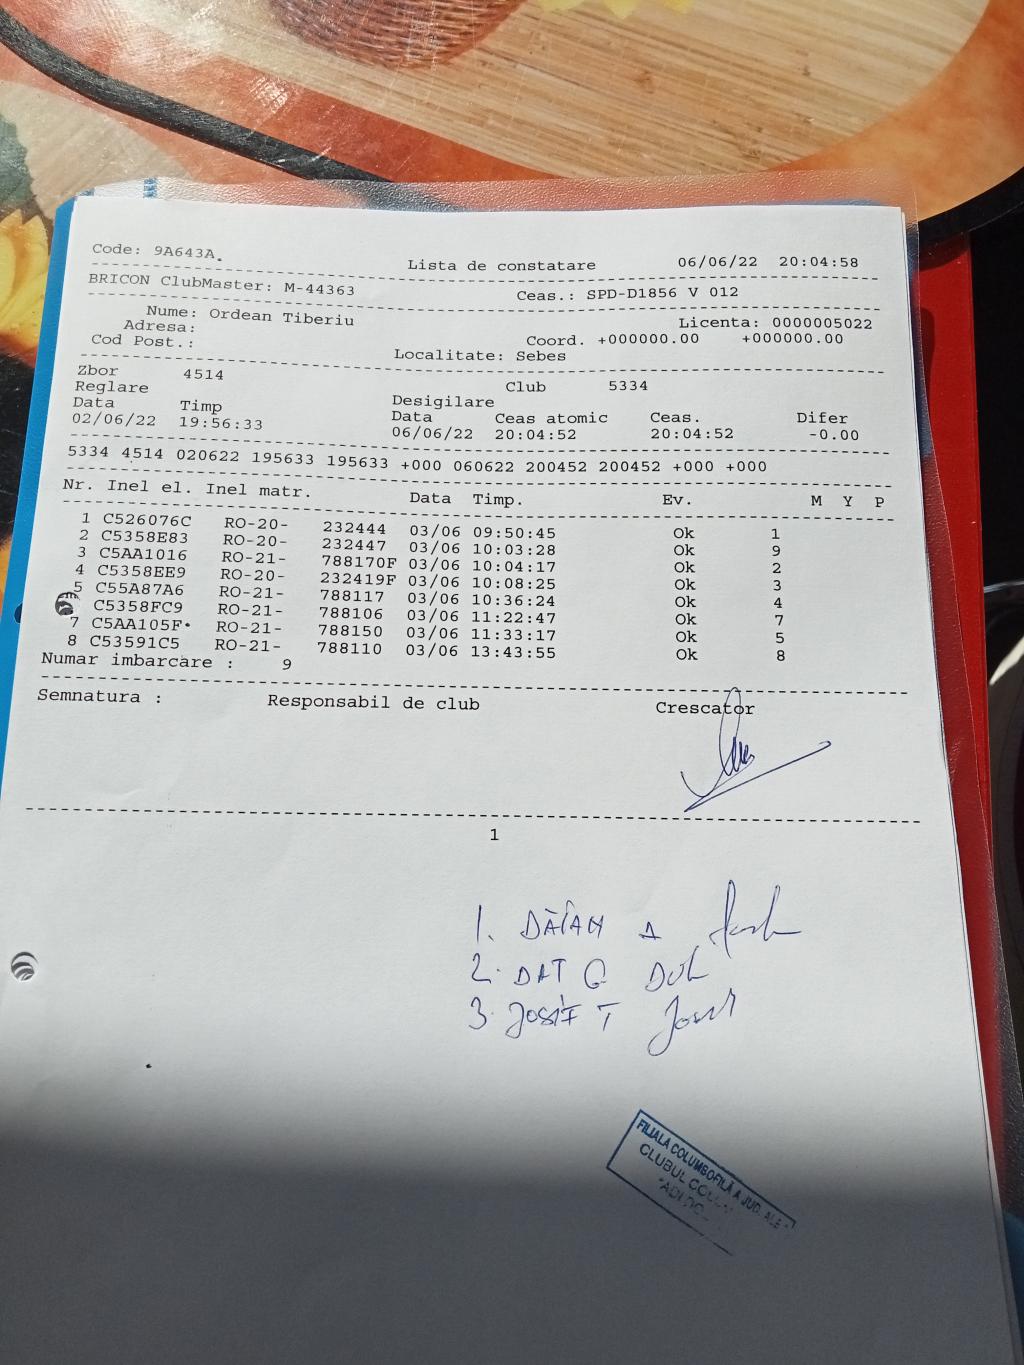 Code: 9A643A.
Lista de constatare 06/06/22 20:04:58
BRICON ClubMaster: M-44363 Ceas.: SPD-D1856 V 012
Nume: Ordean Tiberiu Licenta: 0000005022
Adresa: Coord. +000000.00 +000000.00
Cod Post.: Localitate: Sebes
Zbor 4514 Club 5334
Reglare Desigilare
Data Timp Data Ceas atomic Ceas. Difer
02/06/22 19:56:33 06/06/22 20:04:52 20:04:52 -0.00
5334 4514 020622 195633 195633 +000 060622 200452 200452 +000 +000
Nr. Inel el. Inel matr. Data Timp. Ev. M Y P
1 C526076C RO-20- 232444 03/06 09:50:45 Ok 1
2 C5358E83 RO-20- 232447 03/06 10:03:28 Ok 9
3 C5AA1016 RO-21- 788170F 03/06 10:04:17 Ok 2
4 C5358EE9 RO-20- 232419F 03/06 10:08:25 Ok 3
5 C55A87A6 RO-21- 788117 03/06 10:36:24 Ok 4
C5358FC9 RO-21- 788106 03/06 11:22:47 Ok 7
7 C5AA105F RO-21- 788150 03/06 11:33:17 Ok 5
8 C53591C5 RO-21- 788110 03/06 13:43:55 Ok 8
Numar imbarcare : 9
Semnatura : Responsabil de club Crescator
1
1.
2. DAT
3. JOSIF T
FILIALA COLUMBOFILĂ A JUD.
CLUBUL